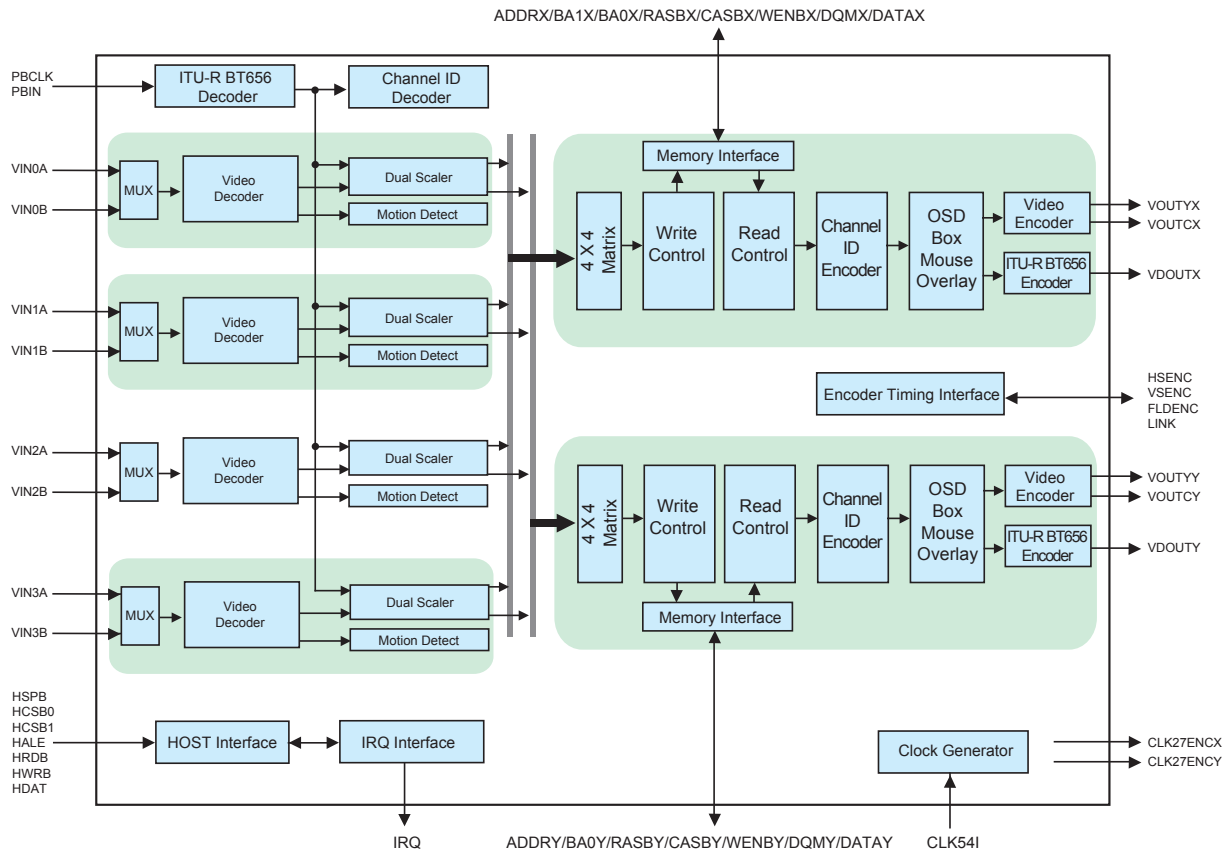 ADDRX/BA1X/BA0X/RASBX/CASBX/WENBX/DQMX/DATAX
PBCLK
PBIN
ITU-R BT656
Decoder
Channel ID
Decoder
VIN0A
VIN0B
MUX
Video
Decoder
Dual Scaler
Motion Detect
VIN1A
VIN1B
MUX
Video
Decoder
Dual Scaler
Motion Detect
VIN2A
VIN2B
MUX
Video
Decoder
Dual Scaler
Motion Detect
VIN3A
VIN3B
MUX
Video
Decoder
Dual Scaler
Motion Detect
Memory Interface
4 X 4
Matrix
Write
Control
Read
Control
Channel
ID
Encoder
OSD
Box
Mouse
Overlay
Video
Encoder
ITU-R BT656
Encoder
VOUTYX
VOUTCX
VDOUTX
Encoder Timing Interface
HSENC
VSENC
FLDENC
LINK
4 X 4
Matrix
Write
Control
Read
Control
Channel
ID
Encoder
OSD
Box
Mouse
Overlay
Video
Encoder
ITU-R BT656
Encoder
VOUTYY
VOUTCY
VDOUTY
Memory Interface
HSPB
HCSB0
HCSB1
HALE
HRDB
HWRB
HDAT
HOST Interface
IRQ Interface
Clock Generator
CLK27ENCX
CLK27ENCY
IRQ
ADDRY/BA0Y/RASBY/CASBY/WENBY/DQMY/DATAY
CLK54I